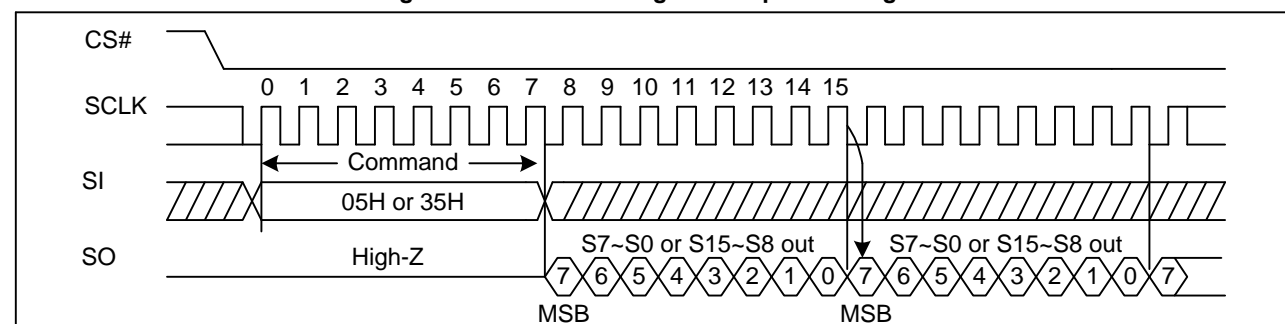 CS#
0 1 2 3 4 5 6 7 8 9 10 11 12 13 14 15
SCLK
Command
SI
05H or 35H
S7~S0 or S15~S8 out S7~S0 or S15~S8 out
SO
High-Z
7 6 5 4 3 2 1 0 7 6 5 4 3 2 1 0 7
MSB MSB